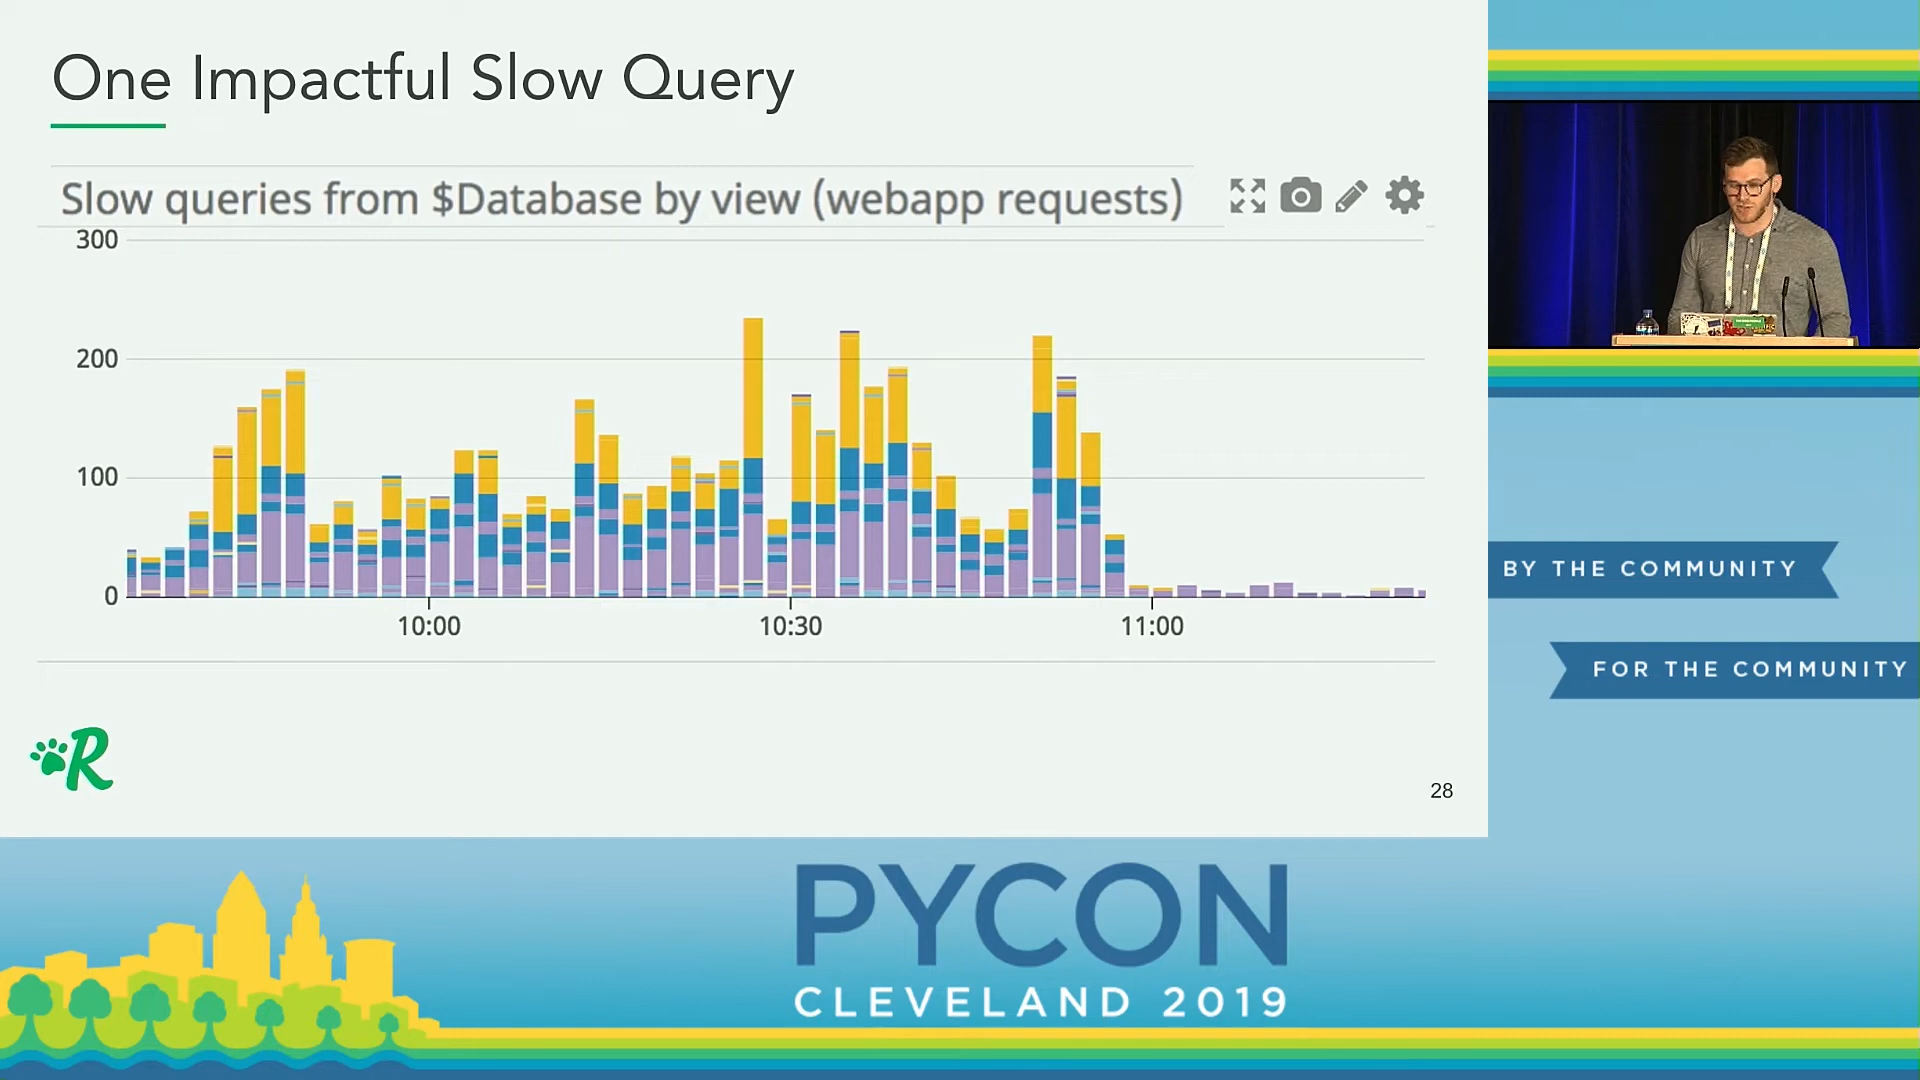 One Impactful Slow Query
Slow queries from $Database by view (webapp requests)
300
200
100
0
10:00
10:30
11:00
R
28
BY THE COMMUNITY
FOR THE COMMUNITY
PYCON
CLEVELAND 2019